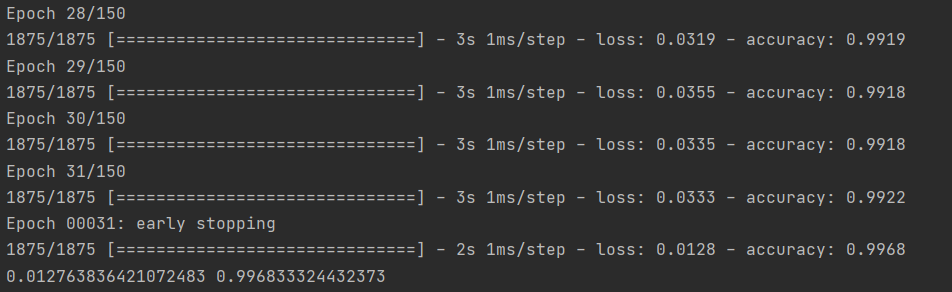 Epoch 28/150
1875/1875 [==============================] - 3s 1ms/step - loss: 0.0319 - accuracy: 0.9919
Epoch 29/150
1875/1875 [==============================] - 3s 1ms/step - loss: 0.0355 - accuracy: 0.9918
Epoch 30/150
1875/1875 [==============================] - 3s 1ms/step - loss: 0.0335 - accuracy: 0.9918
Epoch 31/150
1875/1875 [==============================] - 3s 1ms/step - loss: 0.0333 - accuracy: 0.9922
Epoch 00031: early stopping
1875/1875 [==============================] - 2s 1ms/step - loss: 0.0128 - accuracy: 0.9968
0.012763836421072483 0.996833324432373